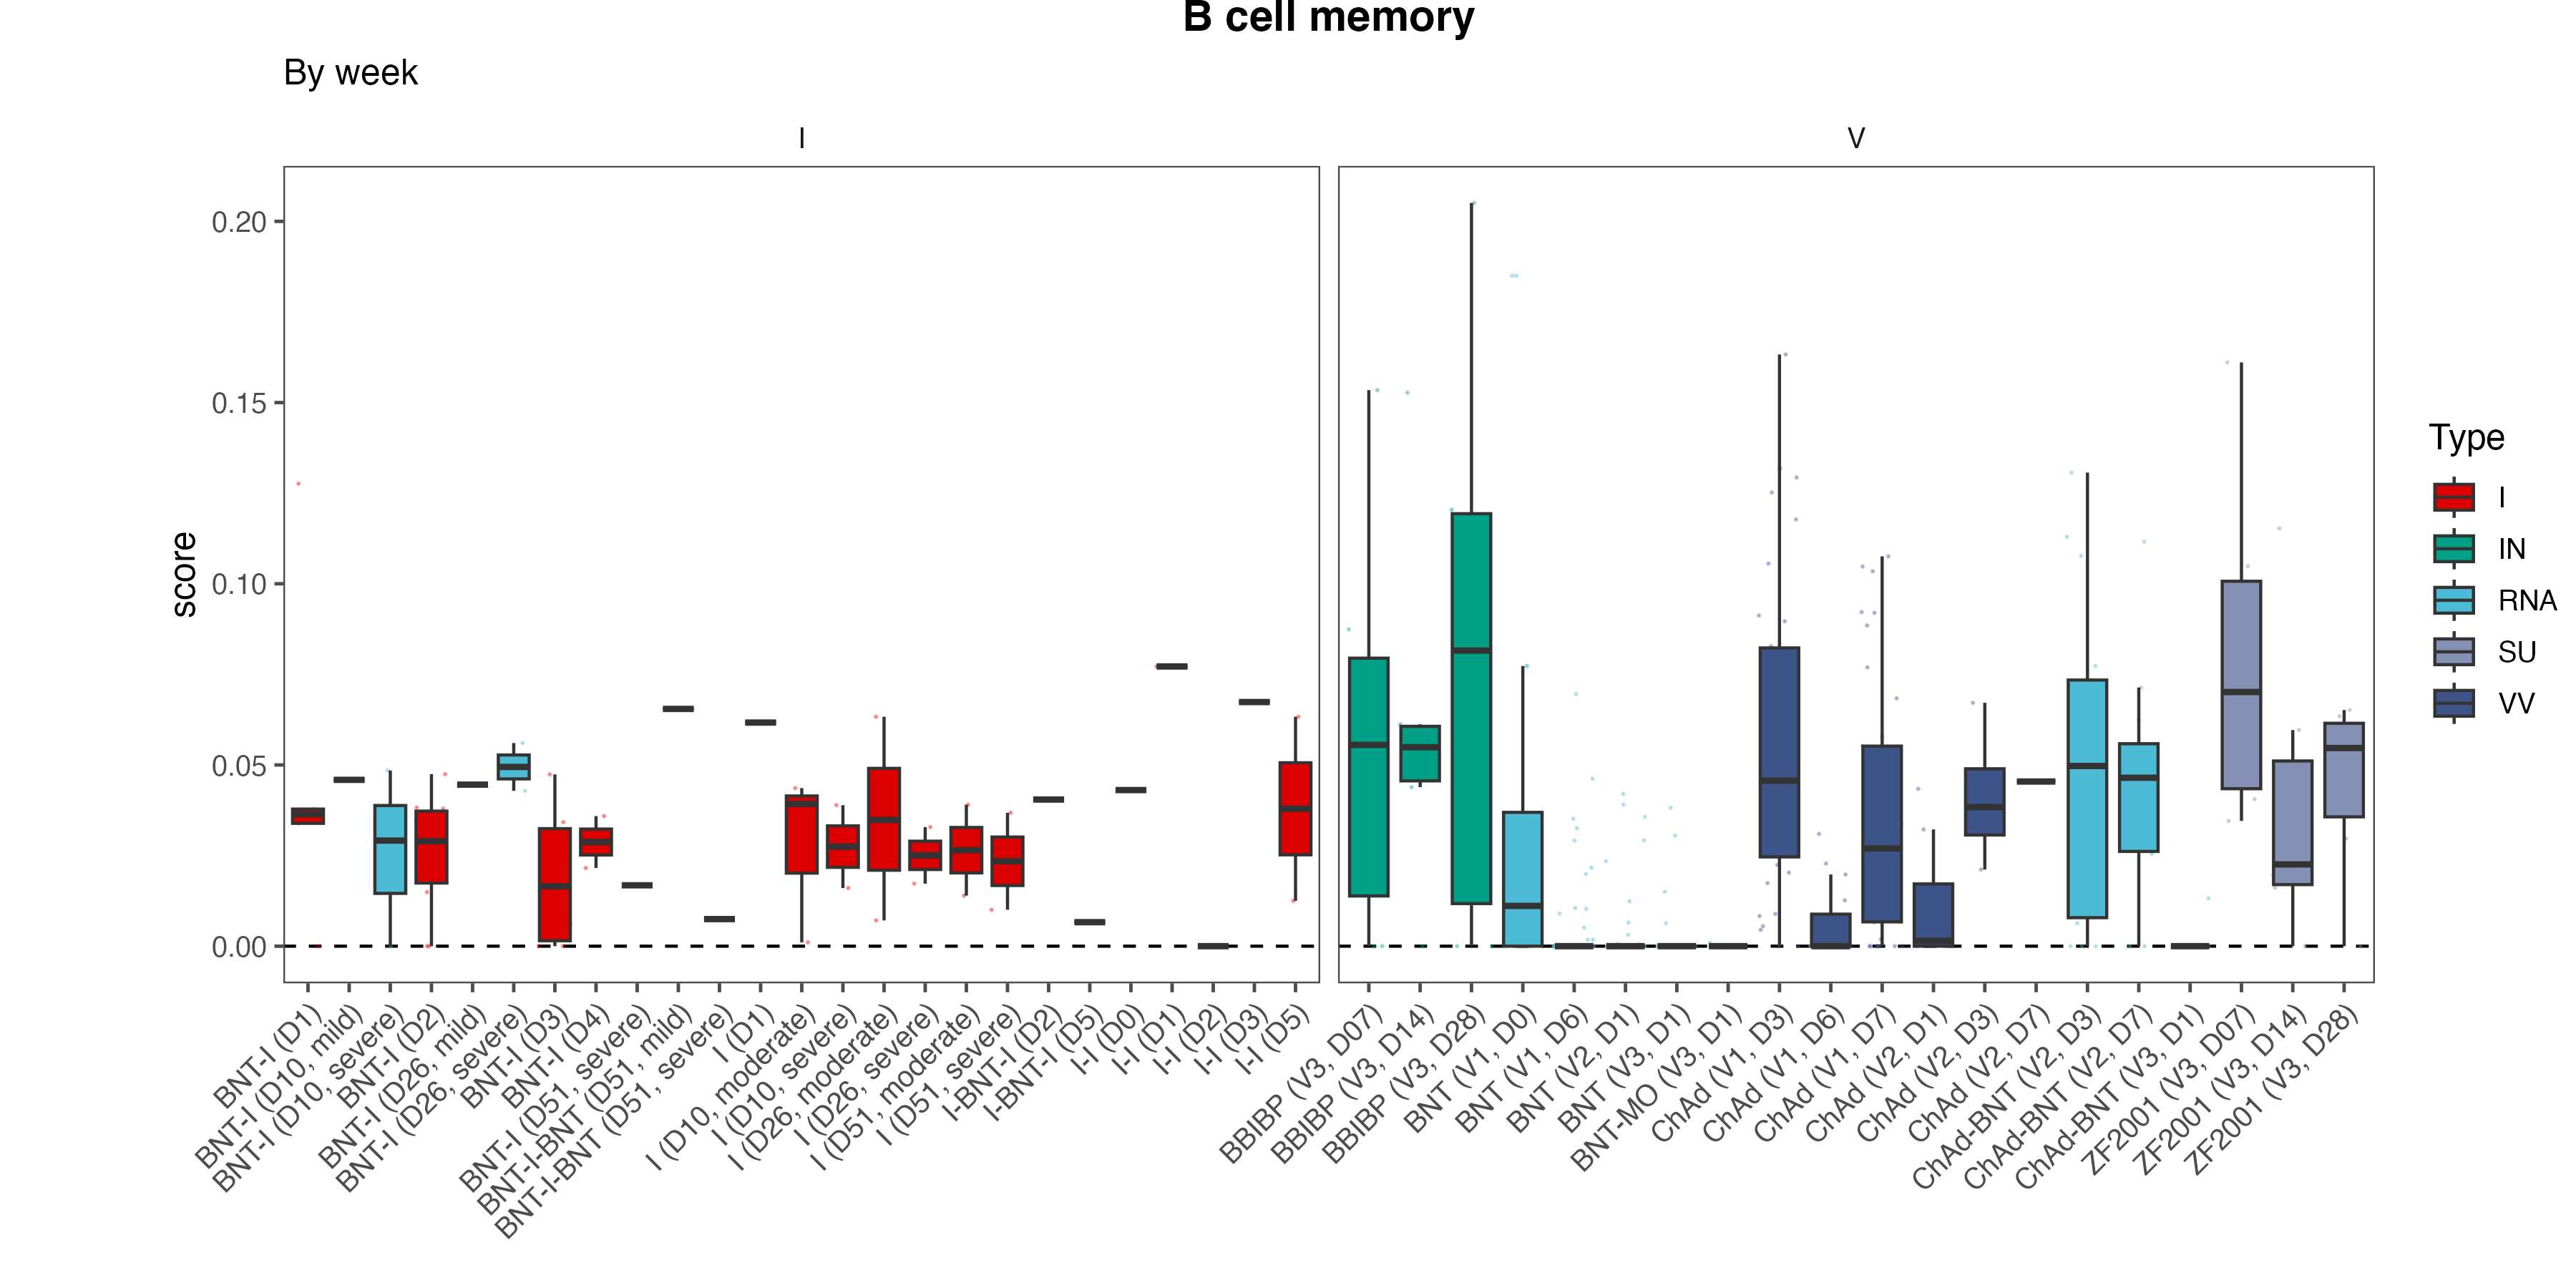 B cell memory
By week
I
V
score
0.20
0.15
0.10
0.05
0.00
BNT-I (D1)
BNT-I (D10, mild)
BNT-I (D10, severe)
BNT-I (D2)
BNT-I (D26, mild)
BNT-I (D26, severe)
BNT-I (D3)
BNT-I (D4)
BNT-I (D51, severe)
BNT-I-BNT (D51, mild)
BNT-I-BNT (D51, severe)
I (D1)
I (D10, moderate)
I (D10, severe)
I (D26, moderate)
I (D26, severe)
I (D51, moderate)
I (D51, severe)
I-BNT-I (D2)
I-BNT-I (D5)
I-I (D0)
I-I (D1)
I-I (D2)
I-I (D3)
I-I (D5)
BBIBP (V3, D07)
BBIBP (V3, D14)
BBIBP (V3, D28)
BNT (V1, D0)
BNT (V1, D6)
BNT (V2, D1)
BNT (V3, D1)
BNT-MO (V3, D1)
ChAd (V1, D3)
ChAd (V1, D6)
ChAd (V1, D7)
ChAd (V2, D1)
ChAd (V2, D3)
ChAd (V2, D7)
ChAd-BNT (V2, D3)
ChAd-BNT (V2, D7)
ChAd-BNT (V3, D1)
ZF2001 (V3, D07)
ZF2001 (V3, D14)
ZF2001 (V3, D28)
Type
I
IN
RNA
SU
VV